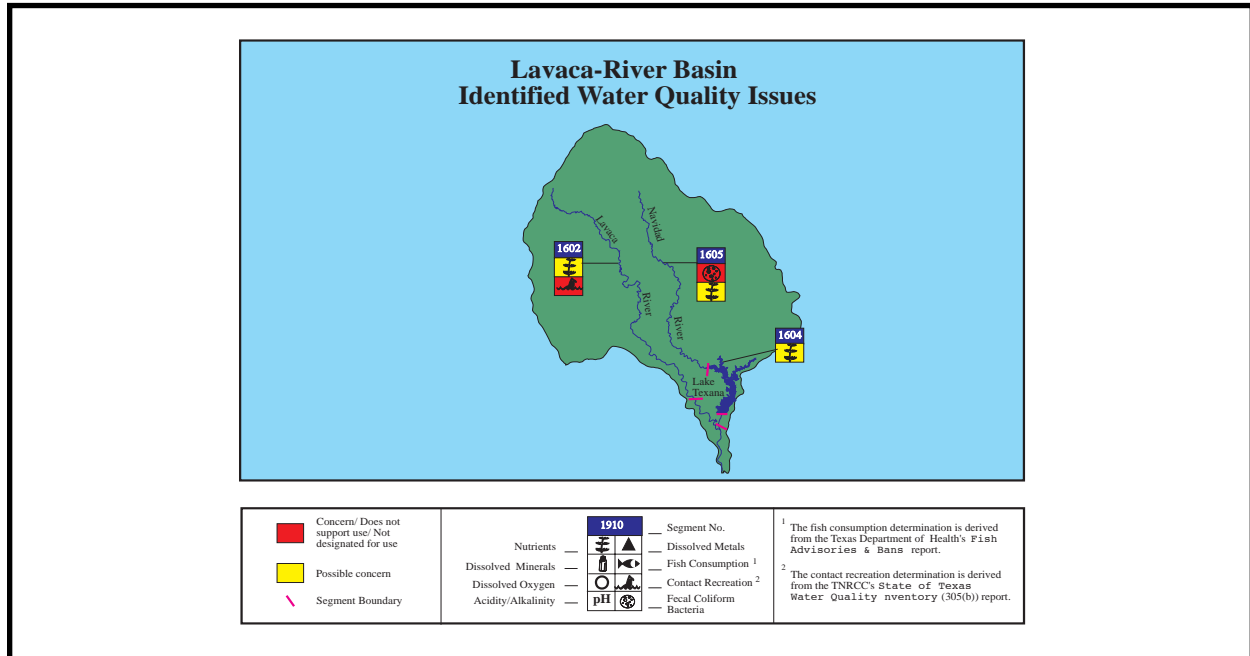 Lavaca-River Basin
Identified Water Quality Issues
Lavaca
River
Navidad
River
1602
1605
1604
Lake
Texana
Concern/ Does not
support use/ Not
designated for use
Possible concern
Segment Boundary
1910
Segment No.
Nutrients
Dissolved Metals
Dissolved Minerals
Fish Consumption 1
Dissolved Oxygen
Contact Recreation 2
Acidity/Alkalinity
pH
Fecal Coliform
Bacteria
1 The fish consumption determination is derived
from the Texas Department of Health's Fish
Advisories & Bans report.
2 The contact recreation determination is derived
from the TNRCC's State of Texas
Water Quality nventory (305(b)) report.